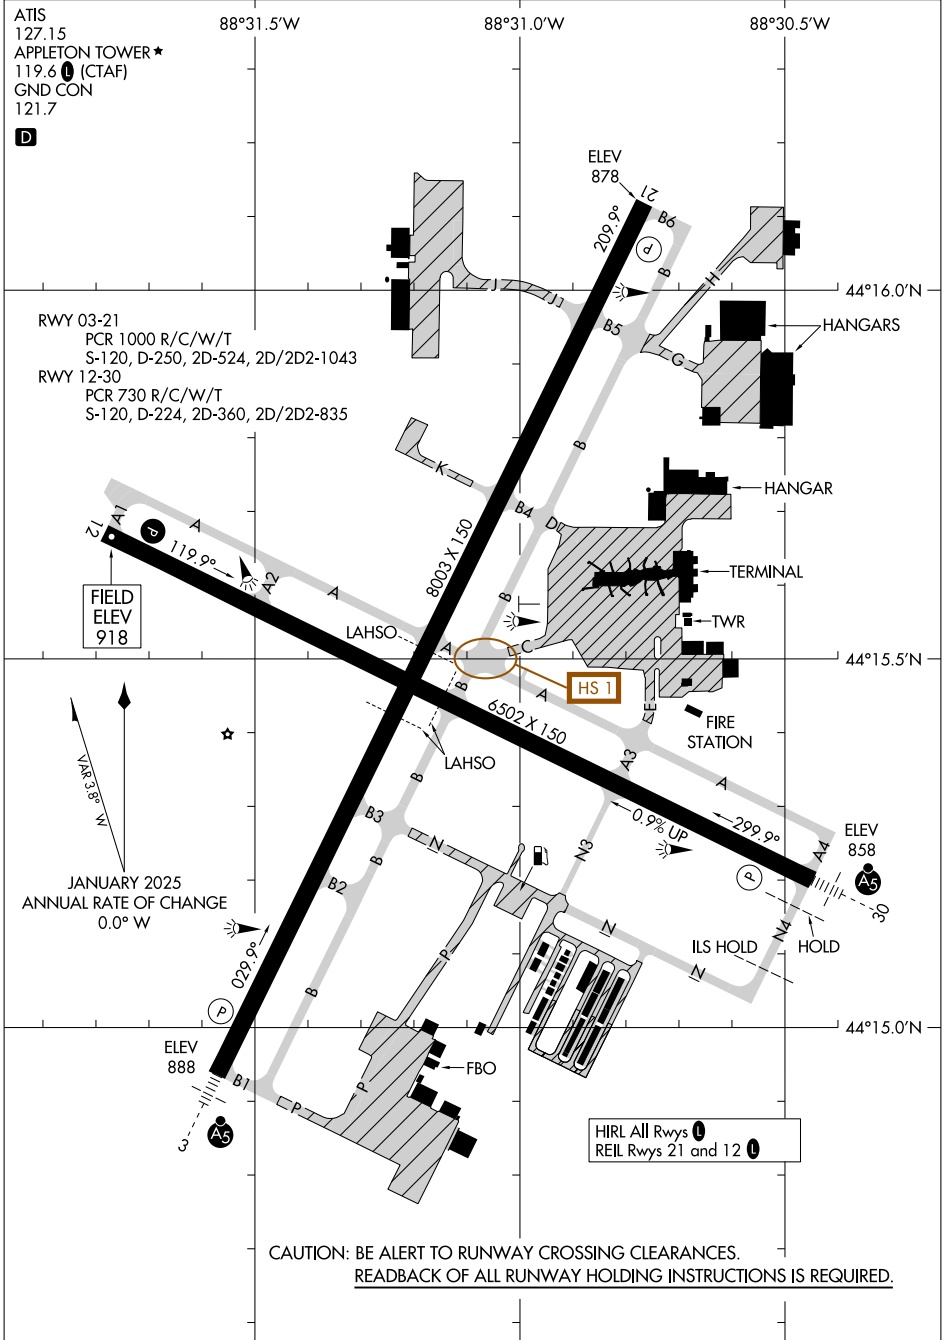 ATIS
127.15
APPLETON TOWER
119.6 L (CTAF)
GND CON
121.7
D
88°31.5'W
88°31.0'W
88°30.5'W
ELEV
878
21
B6
209.9°
P
B
H
44°16.0'N
J
J1
B5
HANGARS
G
RWY 03-21
PCR 1000 R/C/W/T
S-120, D-250, 2D-524, 2D/2D2-1043
RWY 12-30
PCR 730 R/C/W/T
S-120, D-224, 2D-360, 2D/2D2-835
B
K
HANGAR
A1
A
12
P
119.9°
B4
D
8003 X 150
A2
A
TERMINAL
FIELD
ELEV
918
B
TWR
LAHSO
A
C
44°15.5'N
HS 1
B
A
E
6502 X 150
FIRE
STATION
VAR 3.8° W
LAHSO
A3
B
A
B3
0.9% UP
299.9°
ELEV
858
N
N3
A4
A5
P
30
B
B2
JANUARY 2025
ANNUAL RATE OF CHANGE
0.0° W
N
N4
ILS HOLD
HOLD
029.9°
P
N
B
P
44°15.0'N
ELEV
888
FBO
B1
P
P
A5
3
HIRL All Rwys L
REIL Rwys 21 and 12 L
CAUTION: BE ALERT TO RUNWAY CROSSING CLEARANCES.
READBACK OF ALL RUNWAY HOLDING INSTRUCTIONS IS REQUIRED.